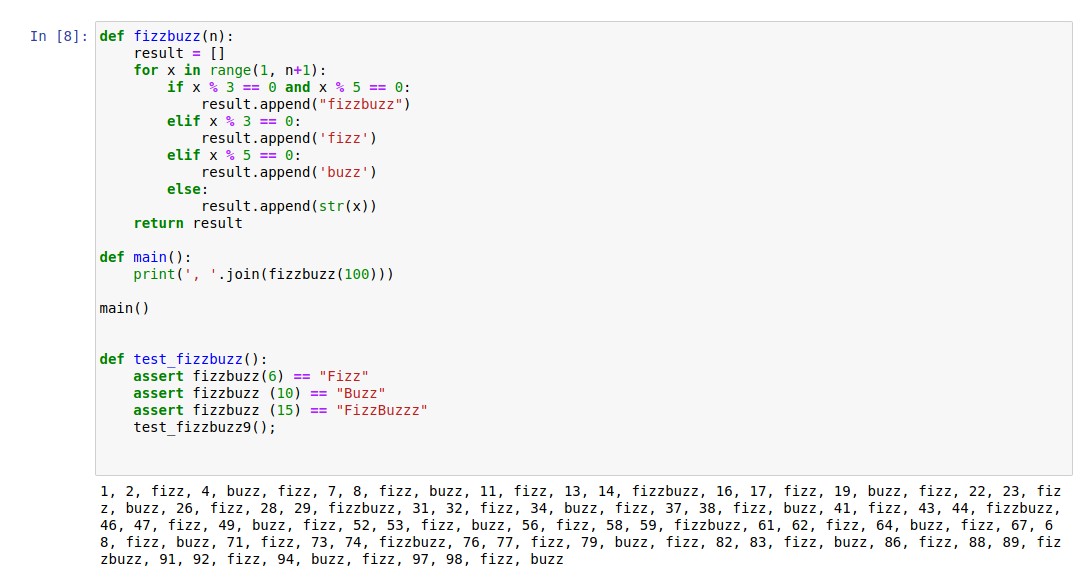 In [8]: def fizzbuzz(n):
    result = []
    for x in range(1, n+1):
        if x % 3 == 0 and x % 5 == 0:
            result.append("fizzbuzz")
        elif x % 3 == 0:
            result.append('fizz')
        elif x % 5 == 0:
            result.append('buzz')
        else:
            result.append(str(x))
    return result

def main():
    print(', '.join(fizzbuzz(100)))

main()


def test_fizzbuzz():
    assert fizzbuzz(6) == "Fizz"
    assert fizzbuzz (10) == "Buzz"
    assert fizzbuzz (15) == "FizzBuzzz"
    test_fizzbuzz9();

1, 2, fizz, 4, buzz, fizz, 7, 8, fizz, buzz, 11, fizz, 13, 14, fizzbuzz, 16, 17, fizz, 19, buzz, fizz, 22, 23, fiz
z, buzz, 26, fizz, 28, 29, fizzbuzz, 31, 32, fizz, 34, buzz, fizz, 37, 38, fizz, buzz, 41, fizz, 43, 44, fizzbuzz,
46, 47, fizz, 49, buzz, fizz, 52, 53, fizz, buzz, 56, fizz, 58, 59, fizzbuzz, 61, 62, fizz, 64, buzz, fizz, 67, 6
8, fizz, buzz, 71, fizz, 73, 74, fizzbuzz, 76, 77, fizz, 79, buzz, fizz, 82, 83, fizz, buzz, 86, fizz, 88, 89, fiz
zbuzz, 91, 92, fizz, 94, buzz, fizz, 97, 98, fizz, buzz